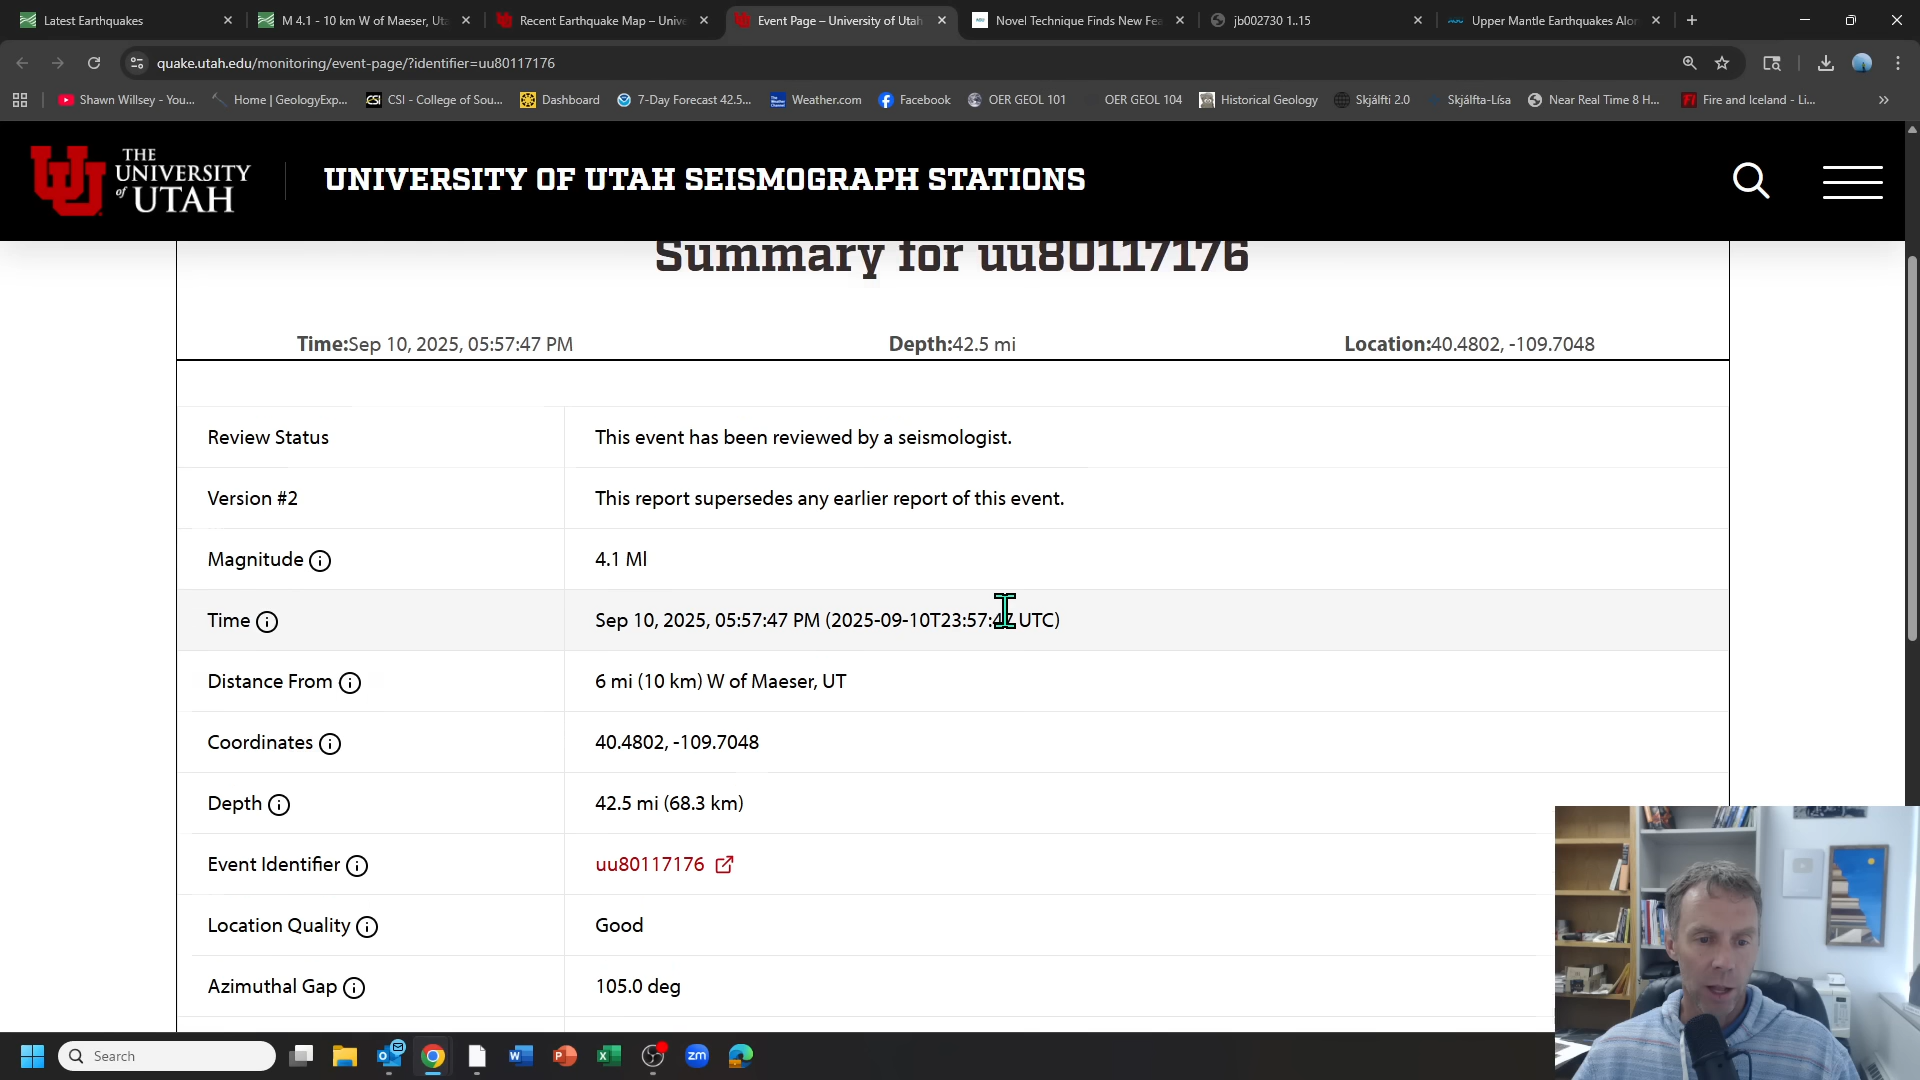 Latest Earthquakes
M 4.1 - 10 km W of Maeser, Uta
Recent Earthquake Map – Unive
Event Page – University of Utah
Novel Technique Finds New Fea
jb002730 1..15
Upper Mantle Earthquakes Alon
quake.utah.edu/monitoring/event-page/?identifier=uu80117176
Shawn Willsey - You...
Home | GeologyExp...
CSI - College of Sou...
Dashboard
7-Day Forecast 42.5...
Weather.com
Facebook
OER GEOL 101
OER GEOL 104
Historical Geology
Skjálfti 2.0
Skjálfta-Lísa
Near Real Time 8 H...
Fire and Iceland - Li...
THE UNIVERSITY of UTAH
UNIVERSITY OF UTAH SEISMOGRAPH STATIONS
Summary for uu80117176
Time:Sep 10, 2025, 05:57:47 PM
Depth:42.5 mi
Location:40.4802, -109.7048
Review Status This event has been reviewed by a seismologist.
Version #2 This report supersedes any earlier report of this event.
Magnitude 4.1 Ml
Time Sep 10, 2025, 05:57:47 PM (2025-09-10T23:57:47 UTC)
Distance From 6 mi (10 km) W of Maeser, UT
Coordinates 40.4802, -109.7048
Depth 42.5 mi (68.3 km)
Event Identifier uu80117176
Location Quality Good
Azimuthal Gap 105.0 deg
Search
zm